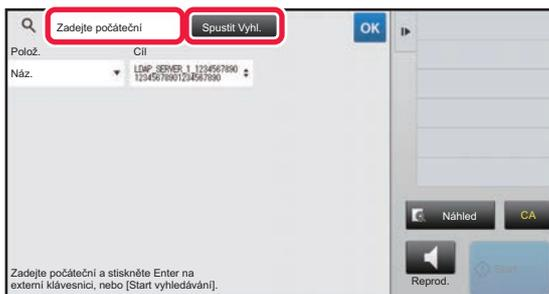 Zadejte počáteční
Spustit Vyhl.
OK
Polož.
Cíl
Náz.
LDAP_SERVER_1_1234567890
12345678901234567890
Náhled
CA
Zadejte počáteční a stiskněte Enter na
externí klávesnici, nebo [Start vyhledávání].
Reprod.
Start